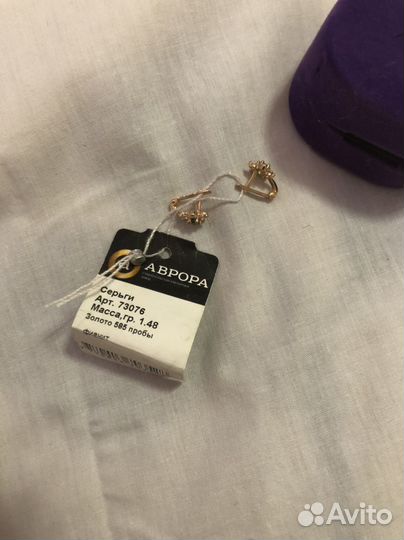 АВРОРА
Серьги
Арт. 73076
Масса,гр. 1.48
Золото 585 пробы
фианит
Avito